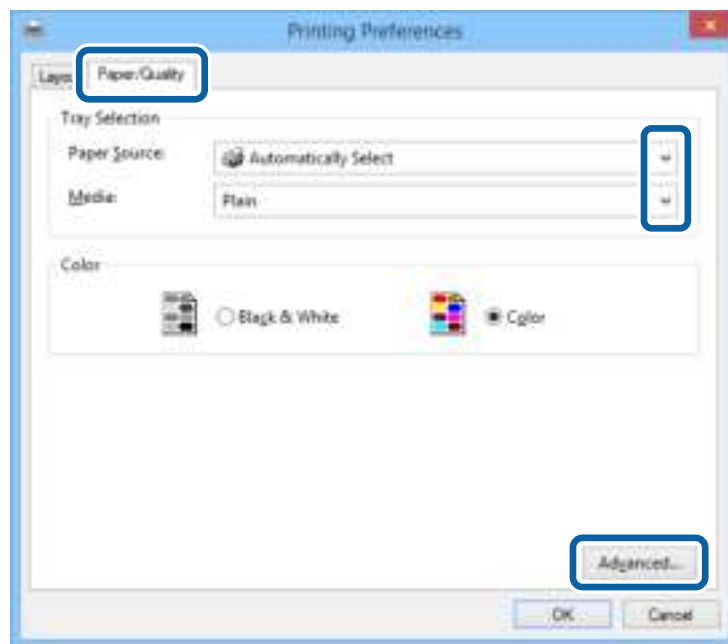 Printing Preferences
Layout Paper/Quality
Tray Selection
Paper Source: Automatically Select
Media: Plain
Color
Black & White Color
Advanced...
OK Cancel